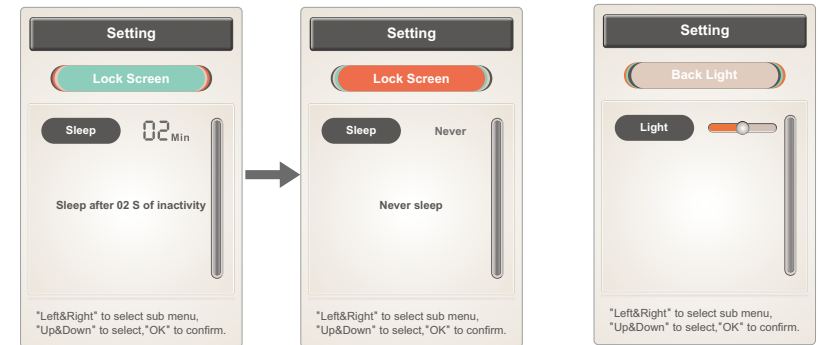 Setting
Lock Screen
Sleep
02 Min
Sleep after 02 S of inactivity
"Left&Right" to select sub menu,
"Up&Down" to select,"OK" to confirm.
Setting
Lock Screen
Sleep
Never
Never sleep
"Left&Right" to select sub menu,
"Up&Down" to select,"OK" to confirm.
Setting
Back Light
Light
"Left&Right" to select sub menu,
"Up&Down" to select,"OK" to confirm.